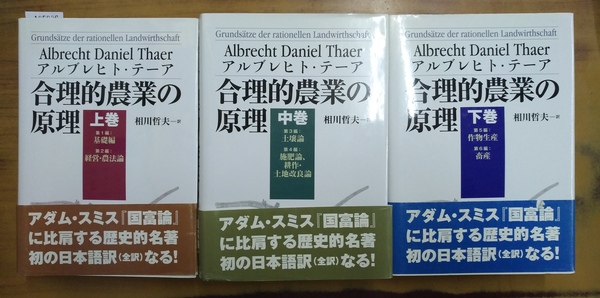 Grundsätze der rationellen Landwirthschaft
Albrecht Daniel Thaer
アルブレヒト・テーア
合理的農業の
原理 上巻 相川哲夫=訳
第1編:
基礎編
第2編:
経営・農法論
アダム・スミス『国富論』
に比肩する歴史的名著
初の日本語訳(全訳)なる!
Grundsätze der rationellen Landwirthschaft
Albrecht Daniel Thaer
アルブレヒト・テーア
合理的農業の
原理 中巻 相川哲夫=訳
第3編:
土壌論
第4編:
施肥論、
耕作・
土地改良論
アダム・スミス『国富論』
に比肩する歴史的名著
初の日本語訳(全訳)なる!
Grundsätze der rationellen Landwirthschaft
Albrecht Daniel Thaer
アルブレヒト・テーア
合理的農業の
原理 下巻 相川哲夫=訳
第5編:
作物生産
第6編:
畜産
アダム・スミス『国富論』
に比肩する歴史的名著
初の日本語訳(全訳)なる!